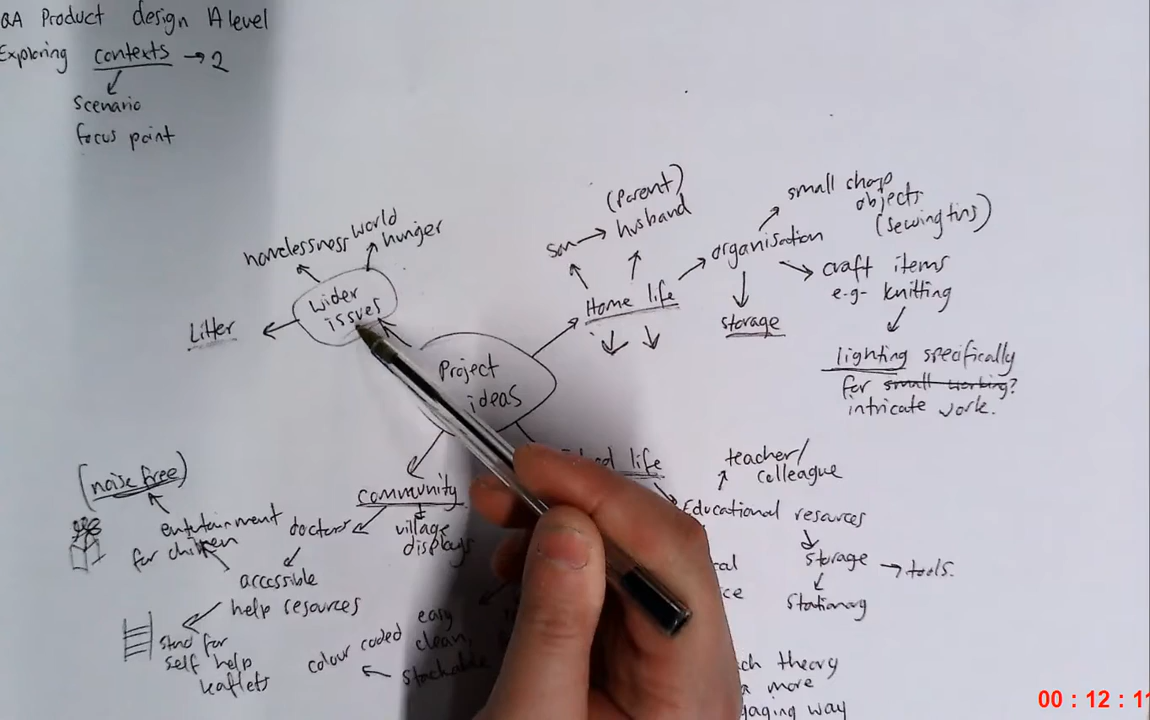 QA Product design A level
Exploring contexts → 2
Scenario
focus point
homelessness
world
hunger
Wider
issues
Litter
Project
ideas
(parent)
son → husband
Home life
organisation
small cheap
objects
(sewing tins)
craft items
e.g- knitting
storage
lighting specifically
for small working?
intricate work.
life
teacher/
colleague
Educational resources
storage → tools.
Stationary
community
village
displays
doctors
(noise free)
entertainment
for children
accessible
help resources
stand for
self help
leaflets
easy
clean,
colour coded
stackable
theory
more
way
00:12:11